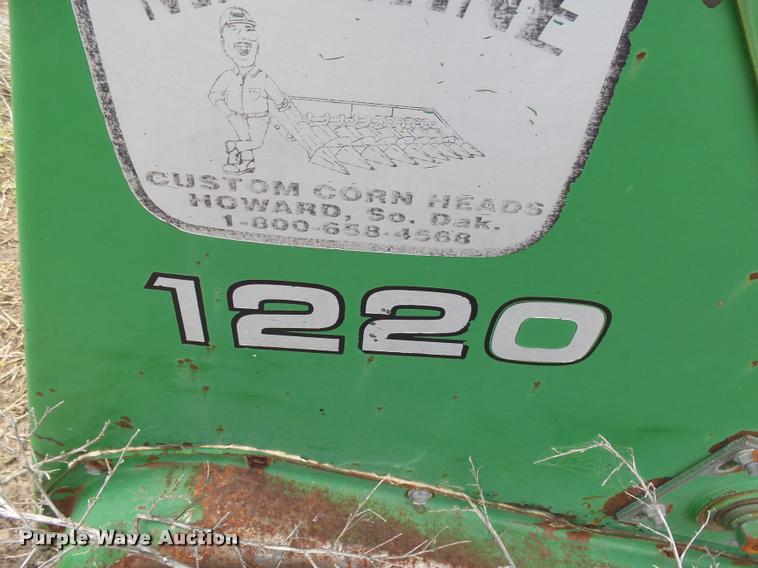 CUSTOM CORN HEADS
HOWARD, So. Dak.
1-800-658-4568
1220
Purple Wave Auction